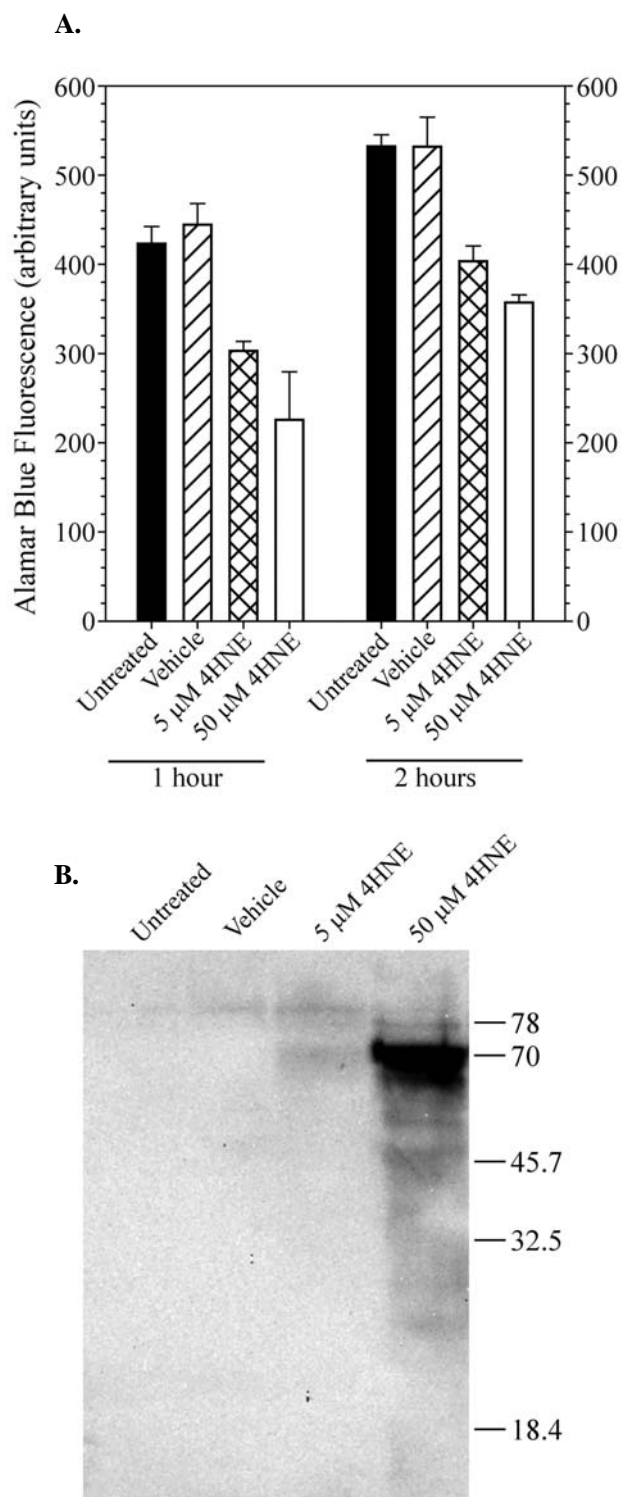 A.
Alamar Blue Fluorescence (arbitrary units)
600 600
500 500
400 400
300 300
200 200
100 100
0 0
Untreated
Vehicle
5 µM 4HNE
50 µM 4HNE
Untreated
Vehicle
5 µM 4HNE
50 µM 4HNE
1 hour
2 hours
B.
Untreated
Vehicle
5 µM 4HNE
50 µM 4HNE
78
70
45.7
32.5
18.4